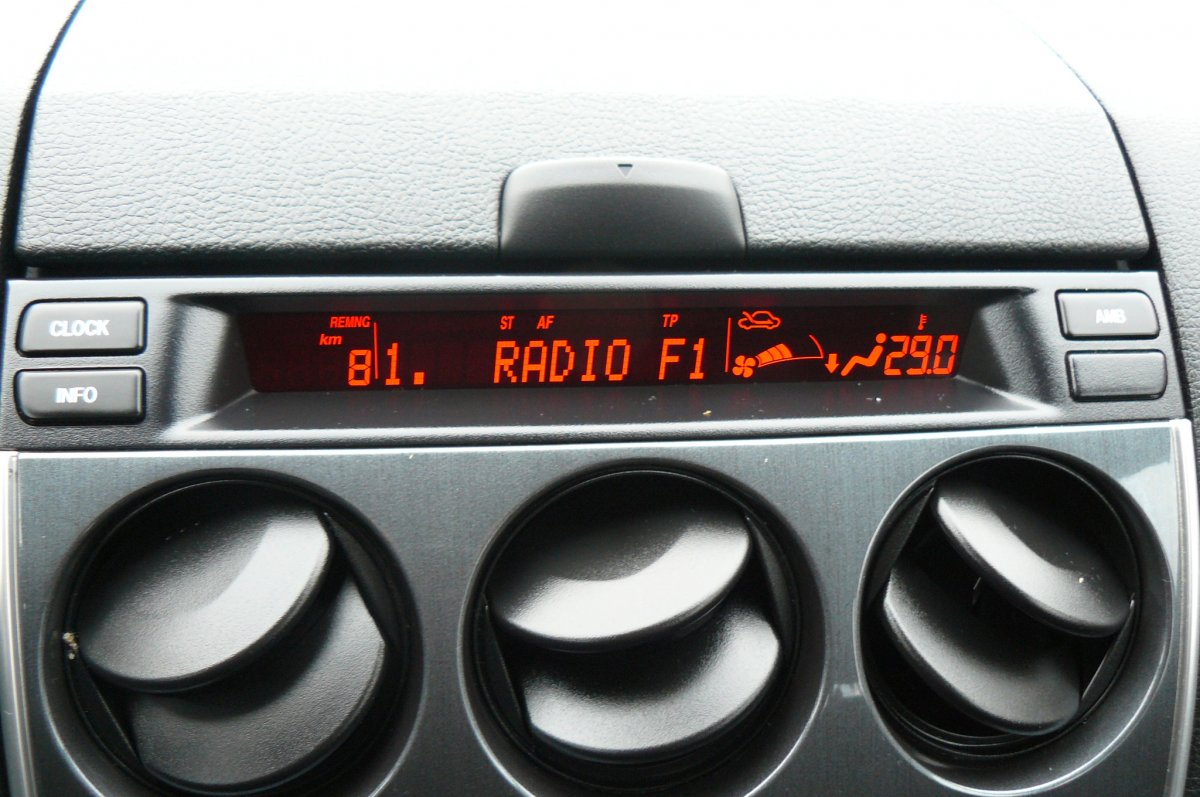 CLOCK
INFO
REMNG
km
81.
ST AF TP
RADIO F1
29.0
AMB